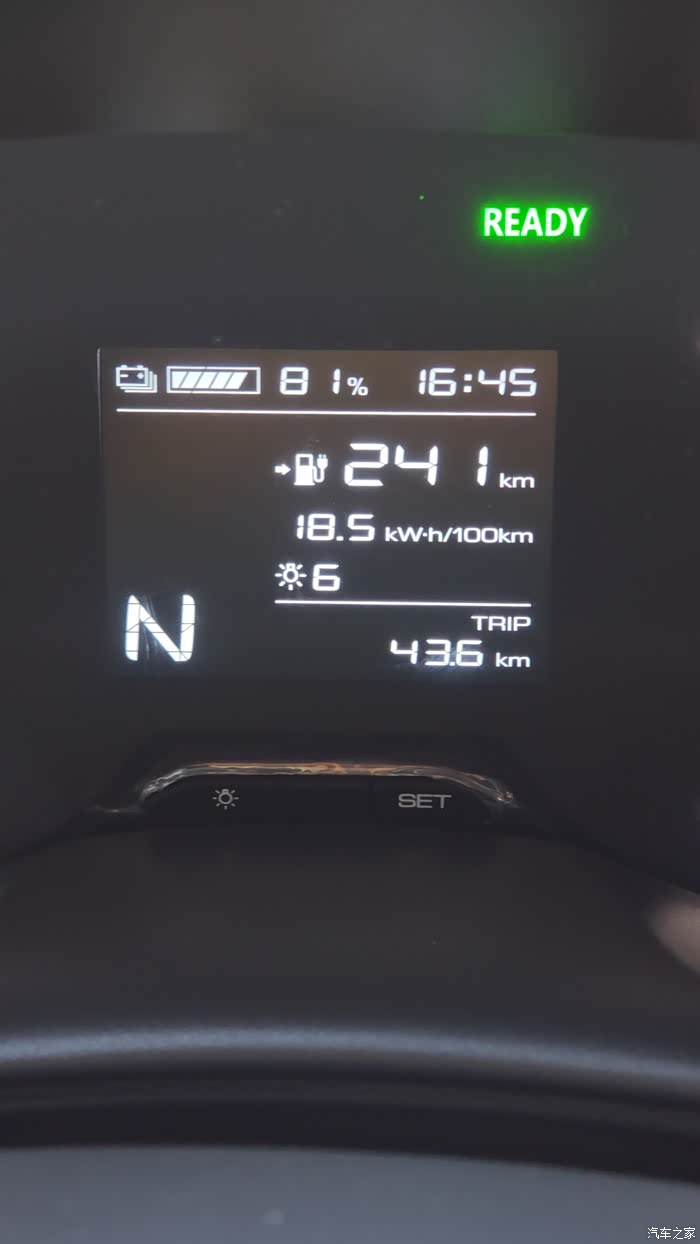 READY
81% 16:45
241 km
18.5 kW·h/100km
6
N
TRIP
43.6 km
SET
汽车之家